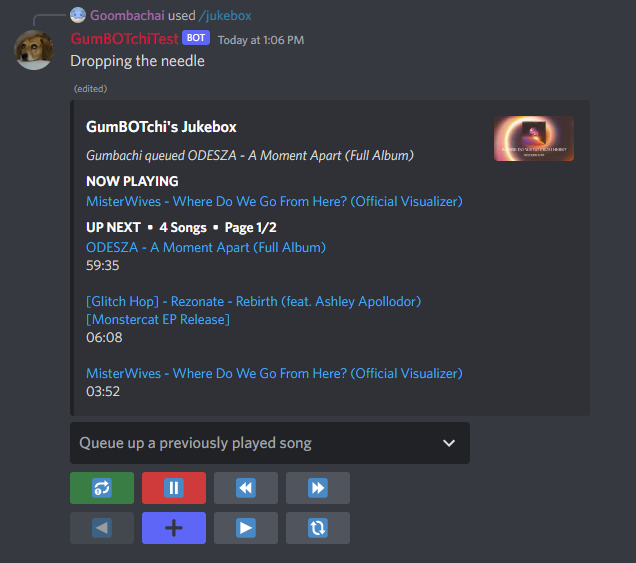 Goombachai used /jukebox
GumBOTchiTest BOT Today at 1:06 PM
Dropping the needle
(edited)
GumBOTchi's Jukebox
Gumbachi queued ODESZA - A Moment Apart (Full Album)
NOW PLAYING
MisterWives - Where Do We Go From Here? (Official Visualizer)
UP NEXT ▪ 4 Songs ▪ Page 1/2
ODESZA - A Moment Apart (Full Album)
59:35
[Glitch Hop] - Rezonate - Rebirth (feat. Ashley Apollodor)
[Monstercat EP Release]
06:08
MisterWives - Where Do We Go From Here? (Official Visualizer)
03:52
Queue up a previously played song